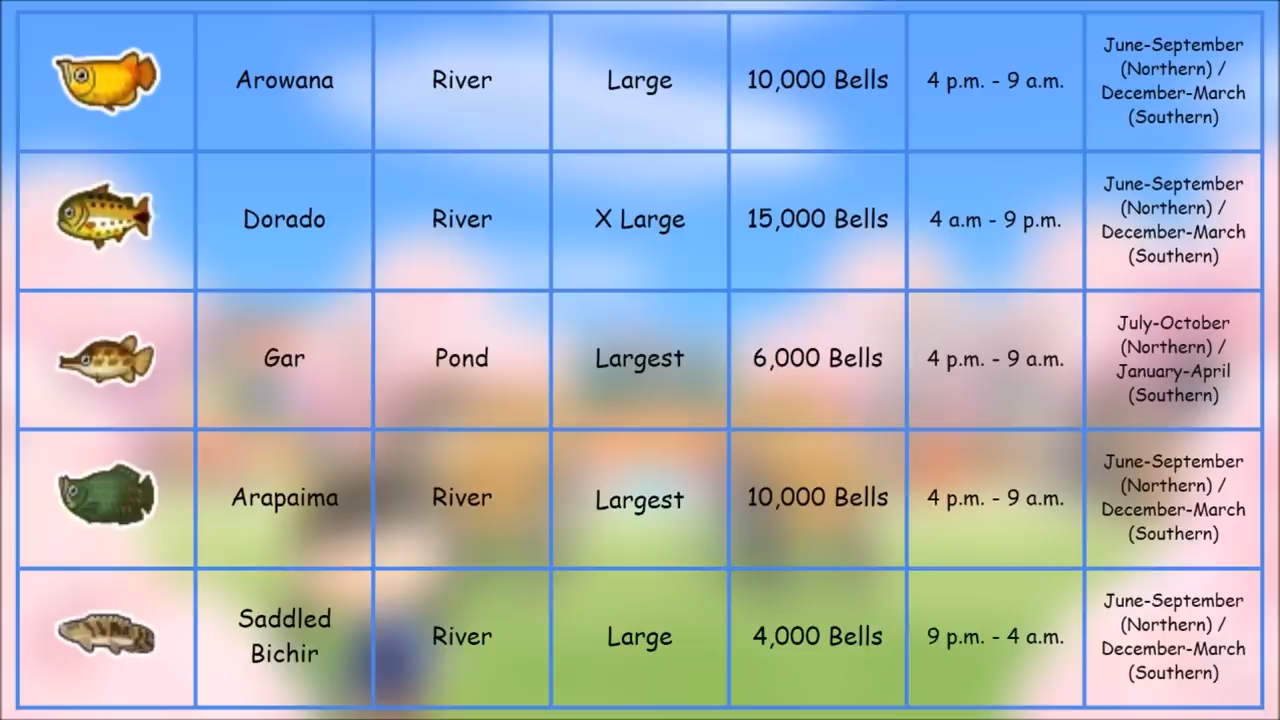 Arowana
River
Large
10,000 Bells
4 p.m. - 9 a.m.
June-September
(Northern) /
December-March
(Southern)
Dorado
River
X Large
15,000 Bells
4 a.m - 9 p.m.
June-September
(Northern) /
December-March
(Southern)
Gar
Pond
Largest
6,000 Bells
4 p.m. - 9 a.m.
July-October
(Northern) /
January-April
(Southern)
Arapaima
River
Largest
10,000 Bells
4 p.m. - 9 a.m.
June-September
(Northern) /
December-March
(Southern)
Saddled
Bichir
River
Large
4,000 Bells
9 p.m. - 4 a.m.
June-September
(Northern) /
December-March
(Southern)